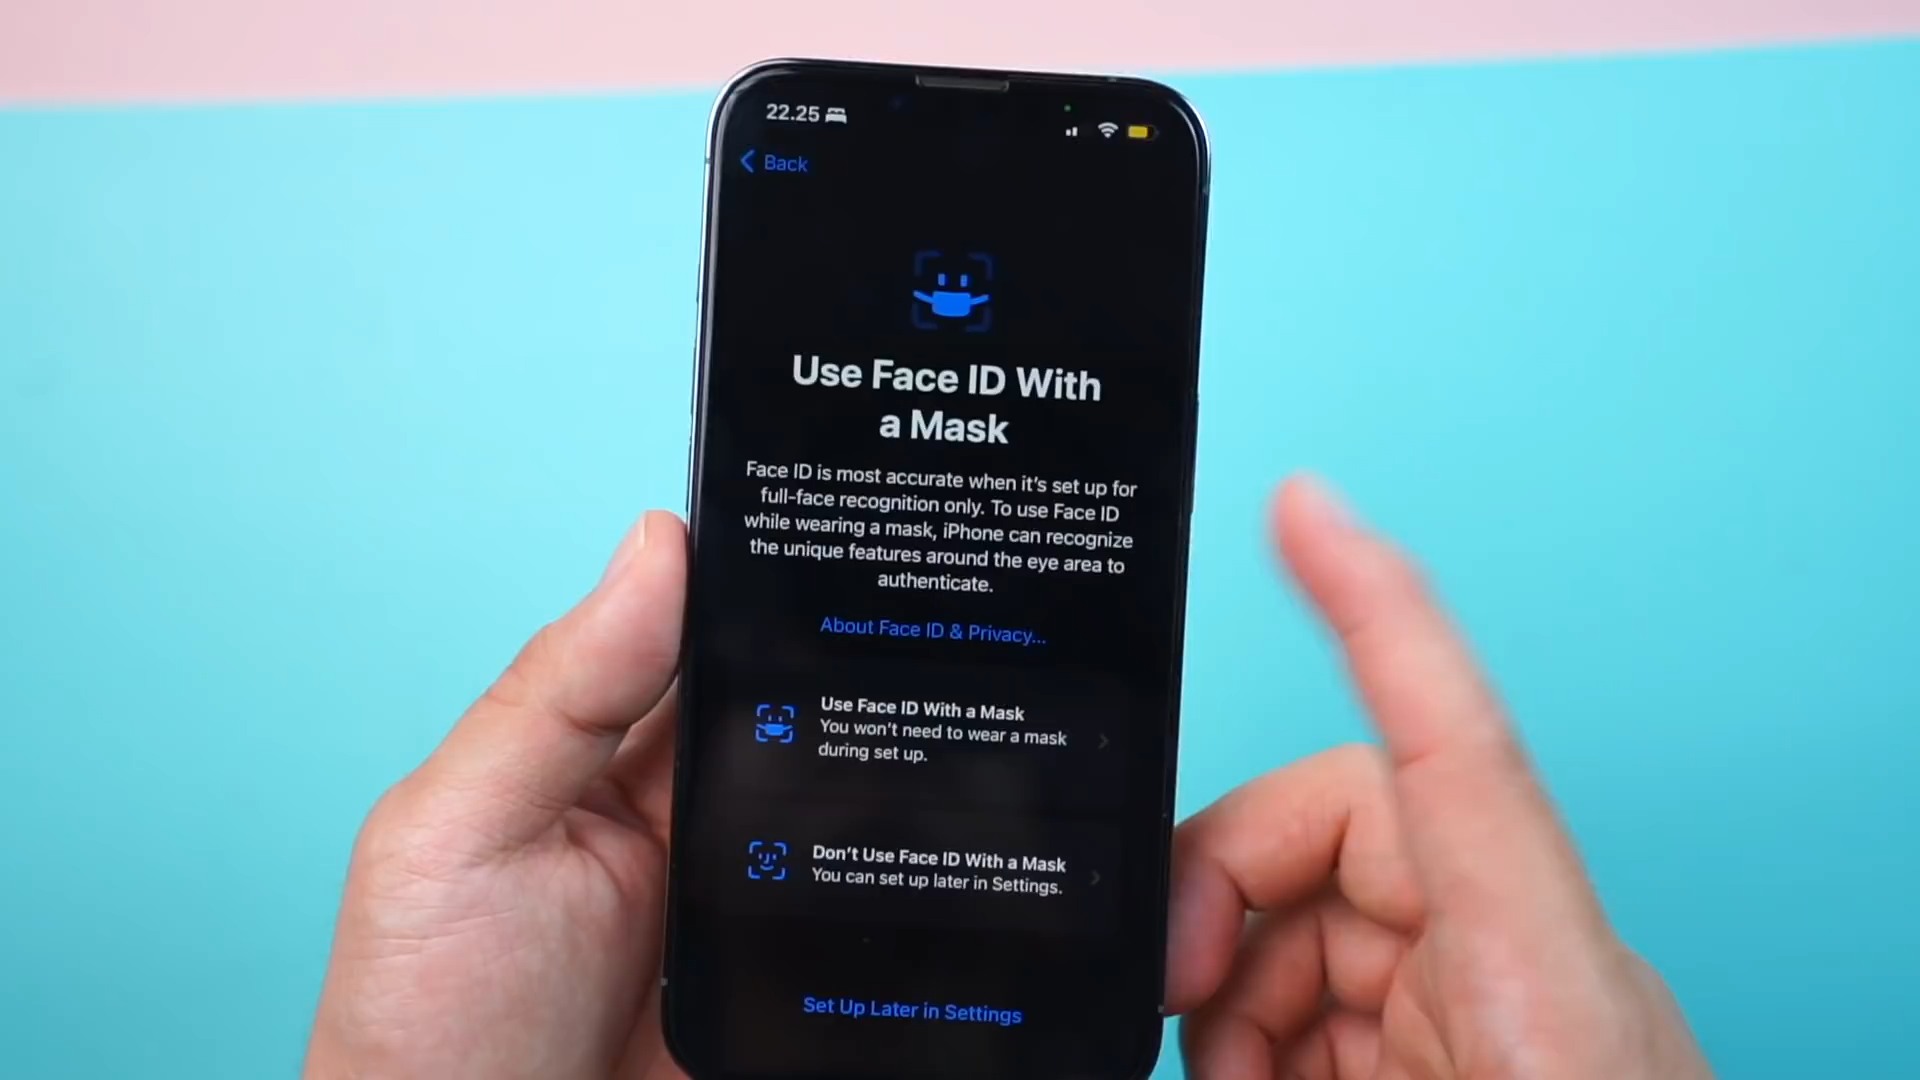 22.25
Back
Use Face ID With
a Mask
Face ID is most accurate when it's set up for
full-face recognition only. To use Face ID
while wearing a mask, iPhone can recognize
the unique features around the eye area to
authenticate.
About Face ID & Privacy...
Use Face ID With a Mask
You won't need to wear a mask
during set up.
Don't Use Face ID With a Mask
You can set up later in Settings.
Set Up Later in Settings